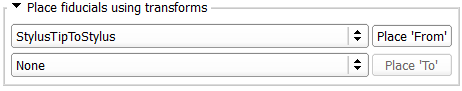 Place fiducials using transforms
StylusTipToStylus Place 'From'
None Place 'To'